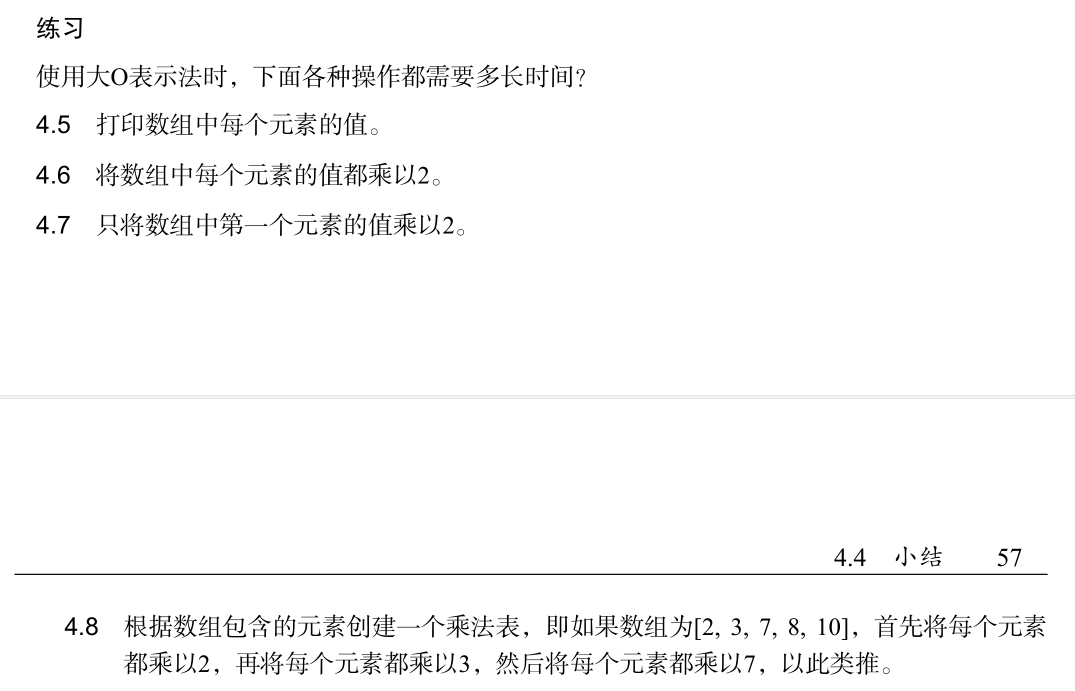 练习
使用大O表示法时，下面各种操作都需要多长时间？
4.5 打印数组中每个元素的值。
4.6 将数组中每个元素的值都乘以2。
4.7 只将数组中第一个元素的值乘以2。
4.4 小结 57
4.8 根据数组包含的元素创建一个乘法表，即如果数组为[2, 3, 7, 8, 10]，首先将每个元素
都乘以2，再将每个元素都乘以3，然后将每个元素都乘以7，以此类推。